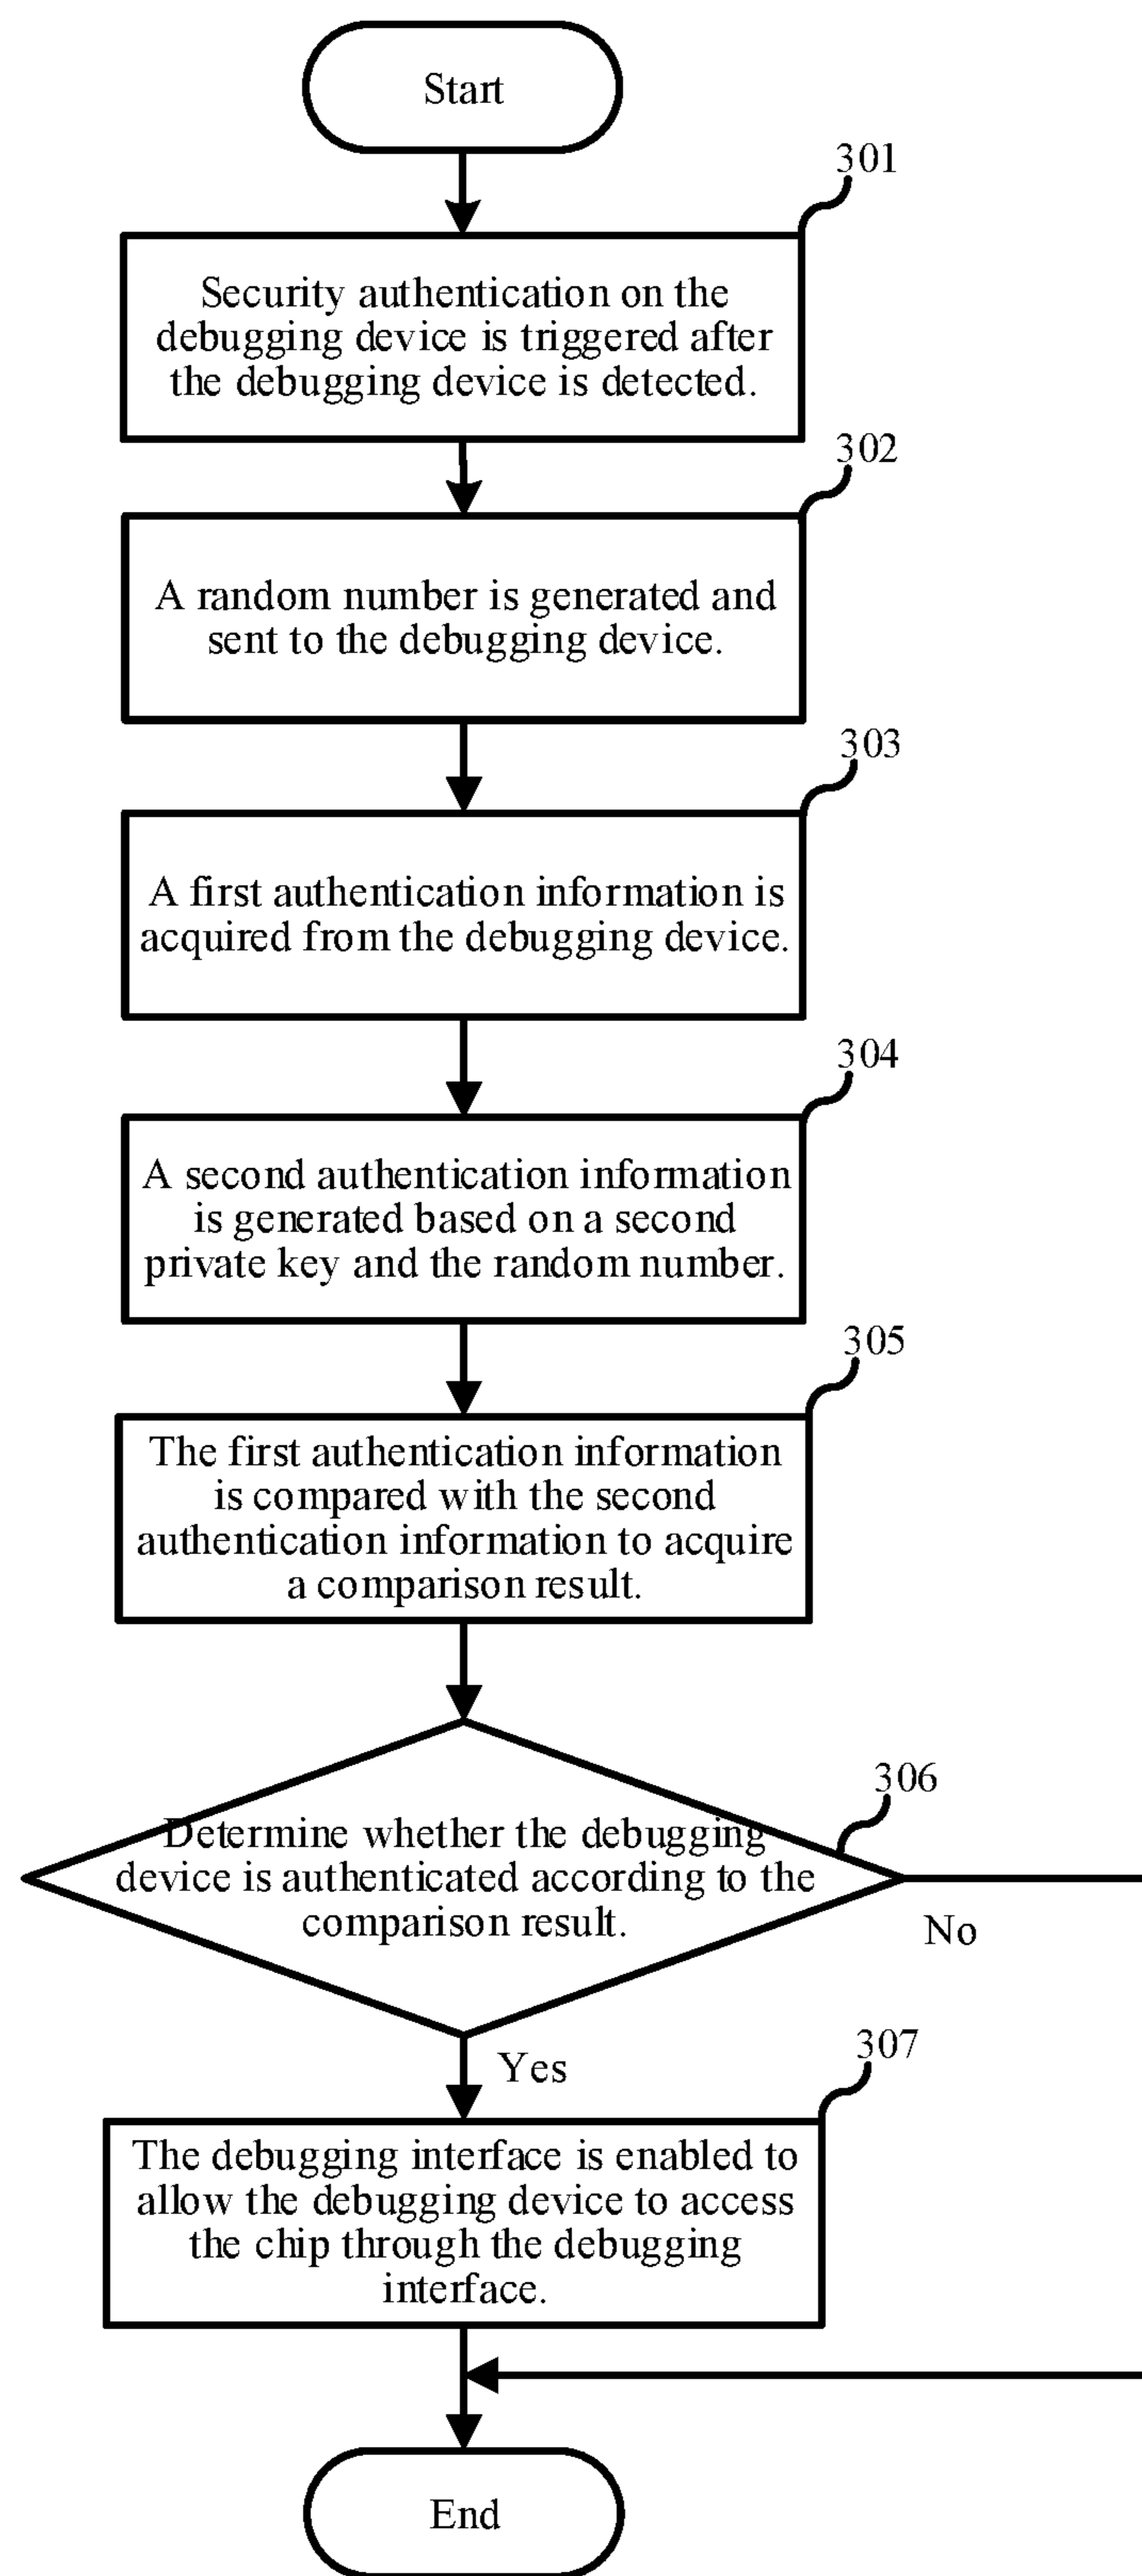 Start
301
Security authentication on the
debugging device is triggered after
the debugging device is detected.
302
A random number is generated and
sent to the debugging device.
303
A first authentication information is
acquired from the debugging device.
304
A second authentication information
is generated based on a second
private key and the random number.
305
The first authentication information
is compared with the second
authentication information to acquire
a comparison result.
306
Determine whether the debugging
device is authenticated according to the
comparison result.
No
Yes
307
The debugging interface is enabled to
allow the debugging device to access
the chip through the debugging
interface.
End